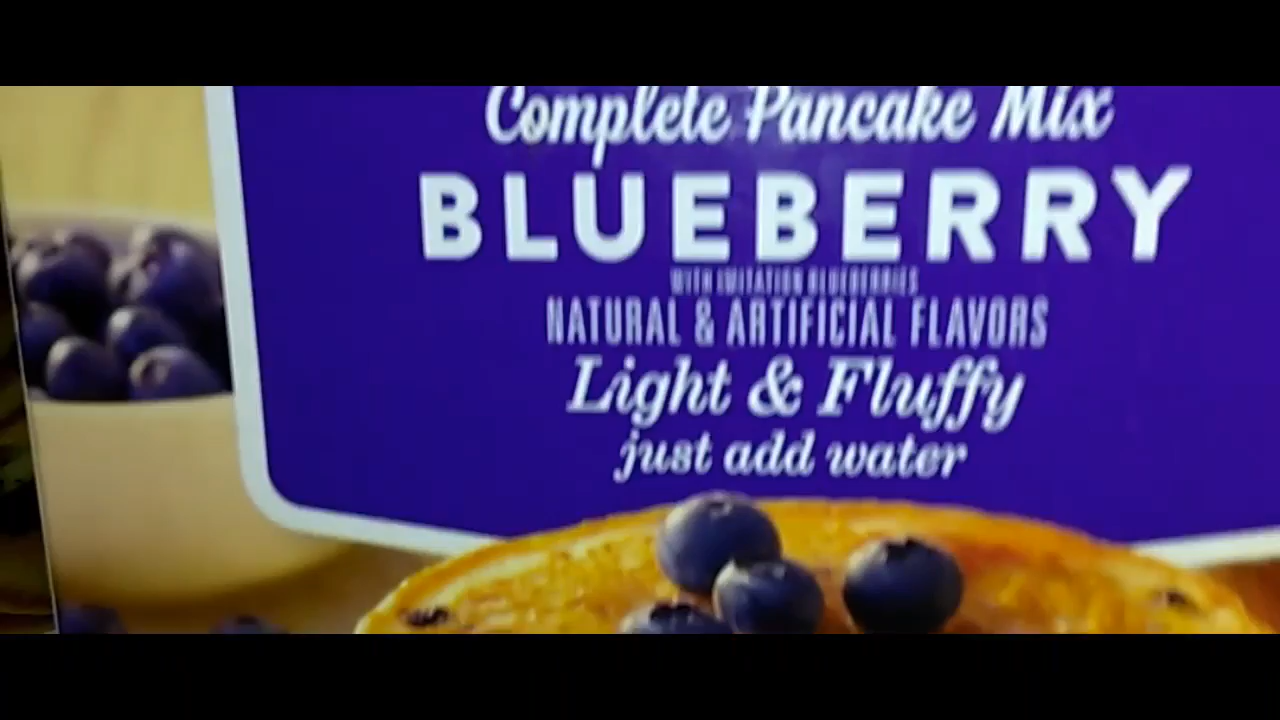 Complete Pancake Mix
BLUEBERRY
WITH IMITATION BLUEBERRIES
NATURAL & ARTIFICIAL FLAVORS
Light & Fluffy
just add water